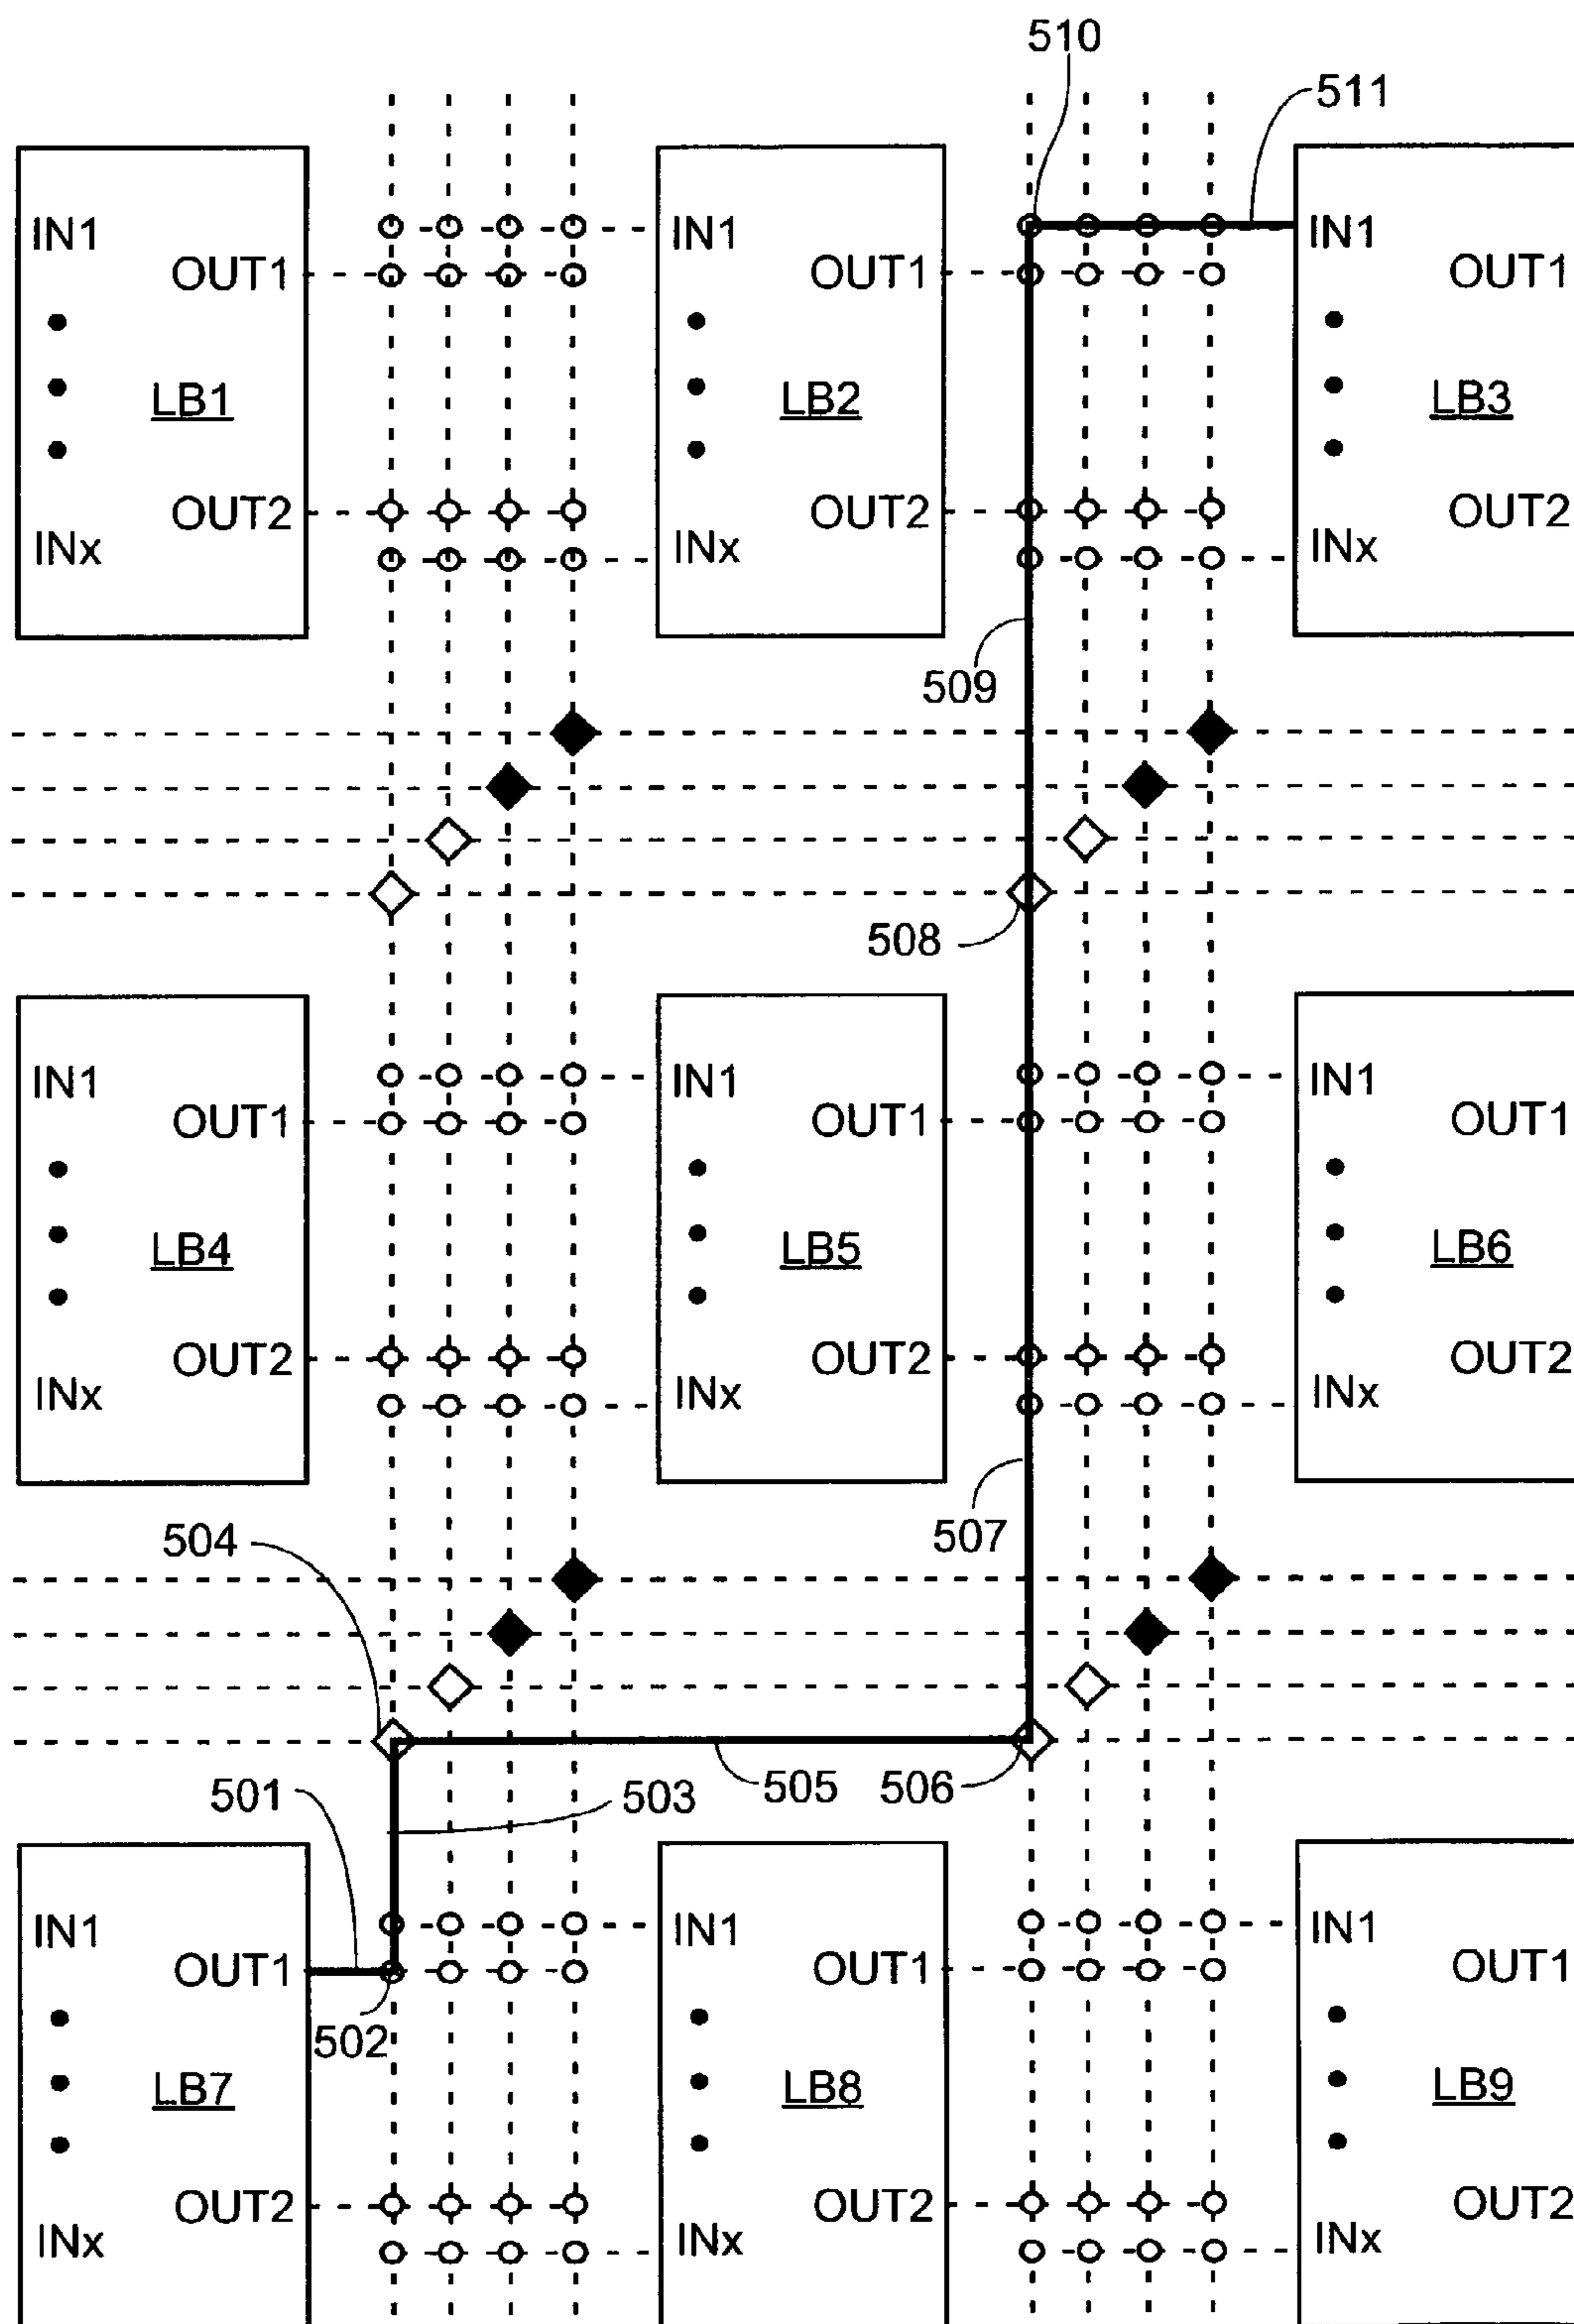 510
511
IN1
OUT1
LB1
OUT2
INx
IN1
OUT1
LB2
OUT2
INx
IN1
OUT1
LB3
OUT2
INx
509
508
IN1
OUT1
LB4
OUT2
INx
IN1
OUT1
LB5
OUT2
INx
IN1
OUT1
LB6
OUT2
INx
504
507
501
503
505
506
IN1
OUT1
502
LB7
OUT2
INx
IN1
OUT1
LB8
OUT2
INx
IN1
OUT1
LB9
OUT2
INx